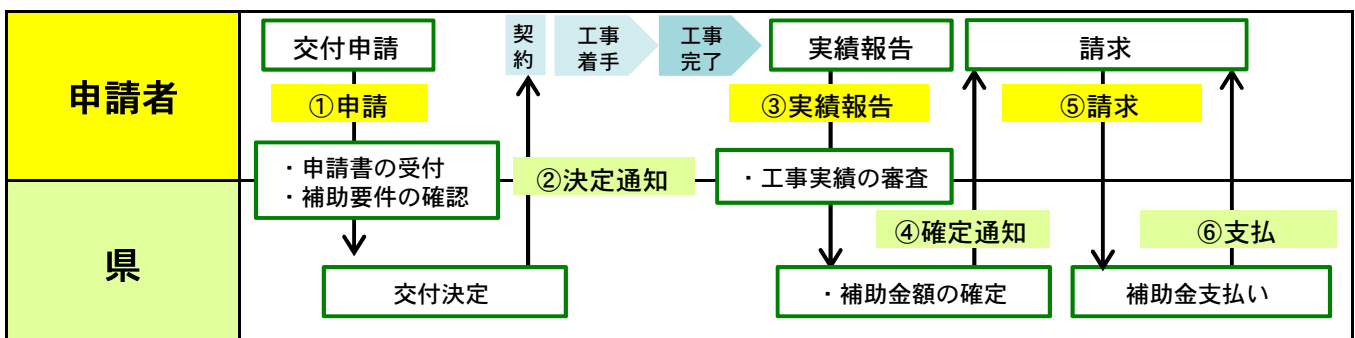 申請者
交付申請
契約
工事
着手
工事
完了
実績報告
請求
①申請
③実績報告
⑤請求
・申請書の受付
・補助要件の確認
②決定通知
・工事実績の審査
県
④確定通知
⑥支払
交付決定
・補助金額の確定
補助金支払い